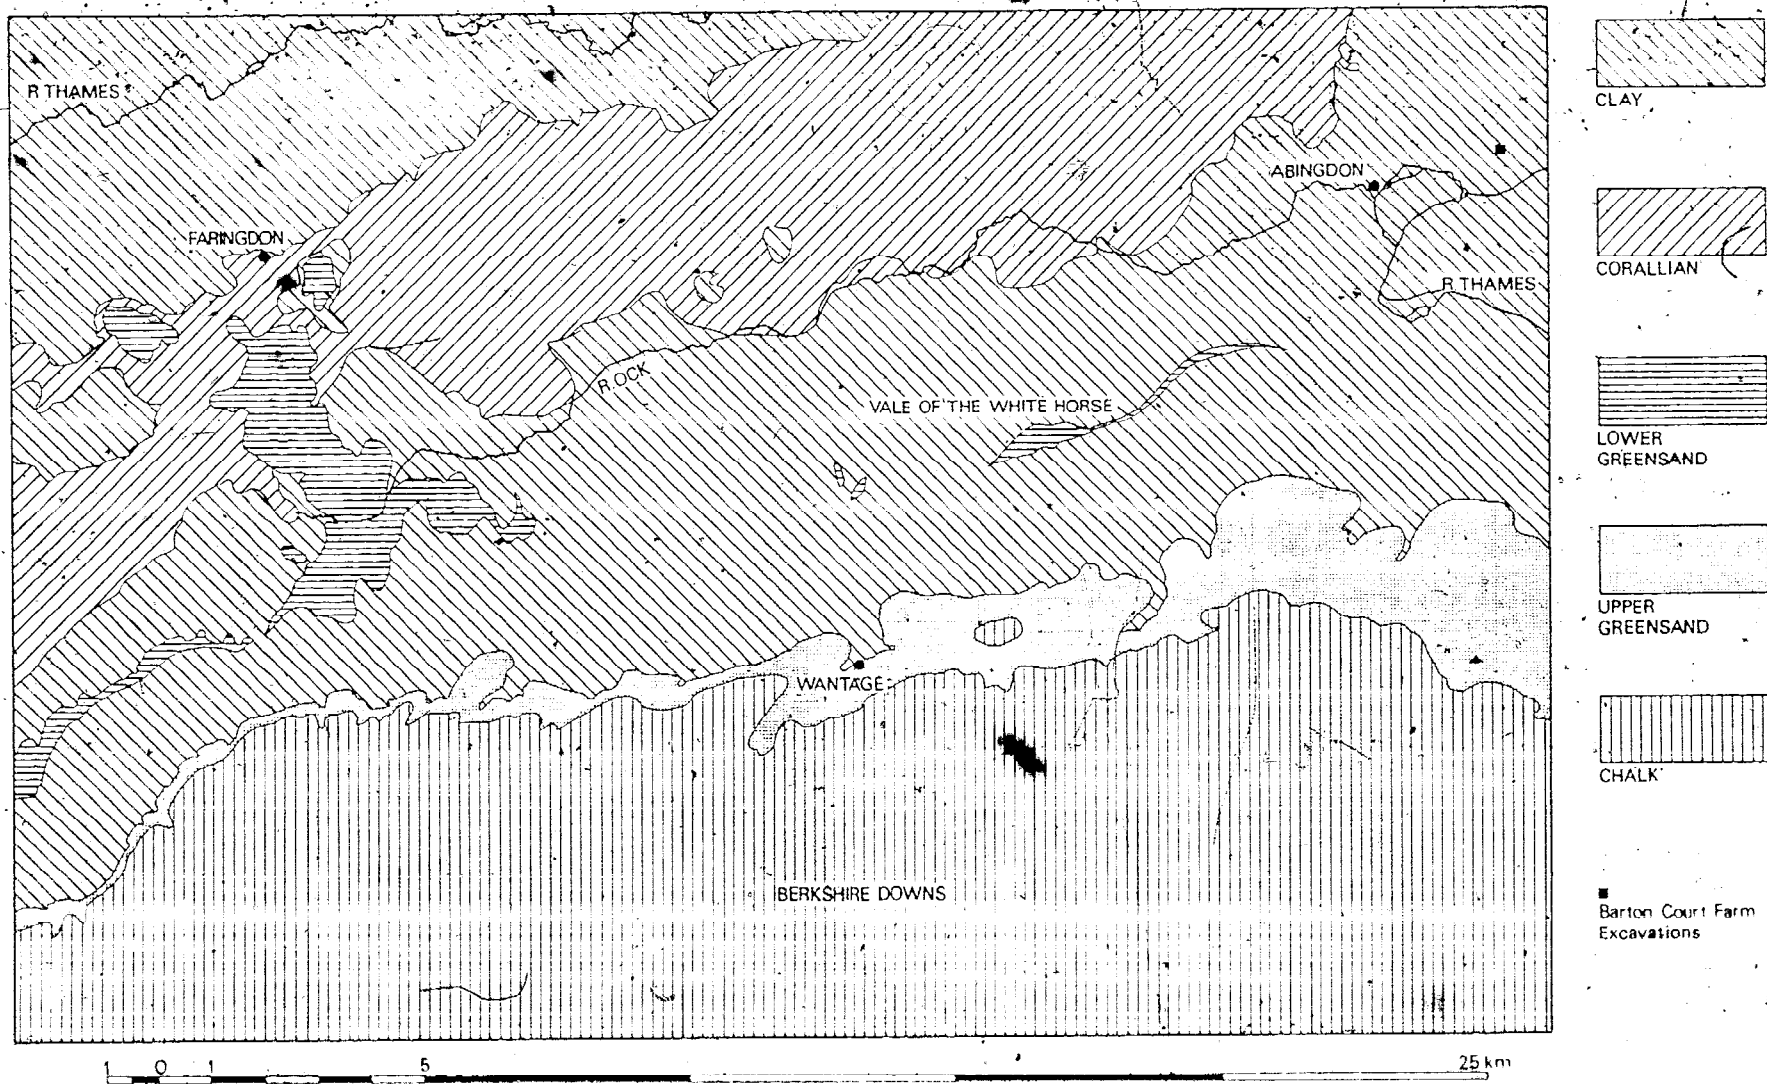 R THAMES
FARINGDON
ABINGDON
R THAMES
R OCK
VALE OF THE WHITE HORSE
WANTAGE
BERKSHIRE DOWNS
CLAY
CORALLIAN
LOWER
GREENSAND
UPPER
GREENSAND
CHALK
Barton Court Farm
Excavations
1 0 1 5 25 km